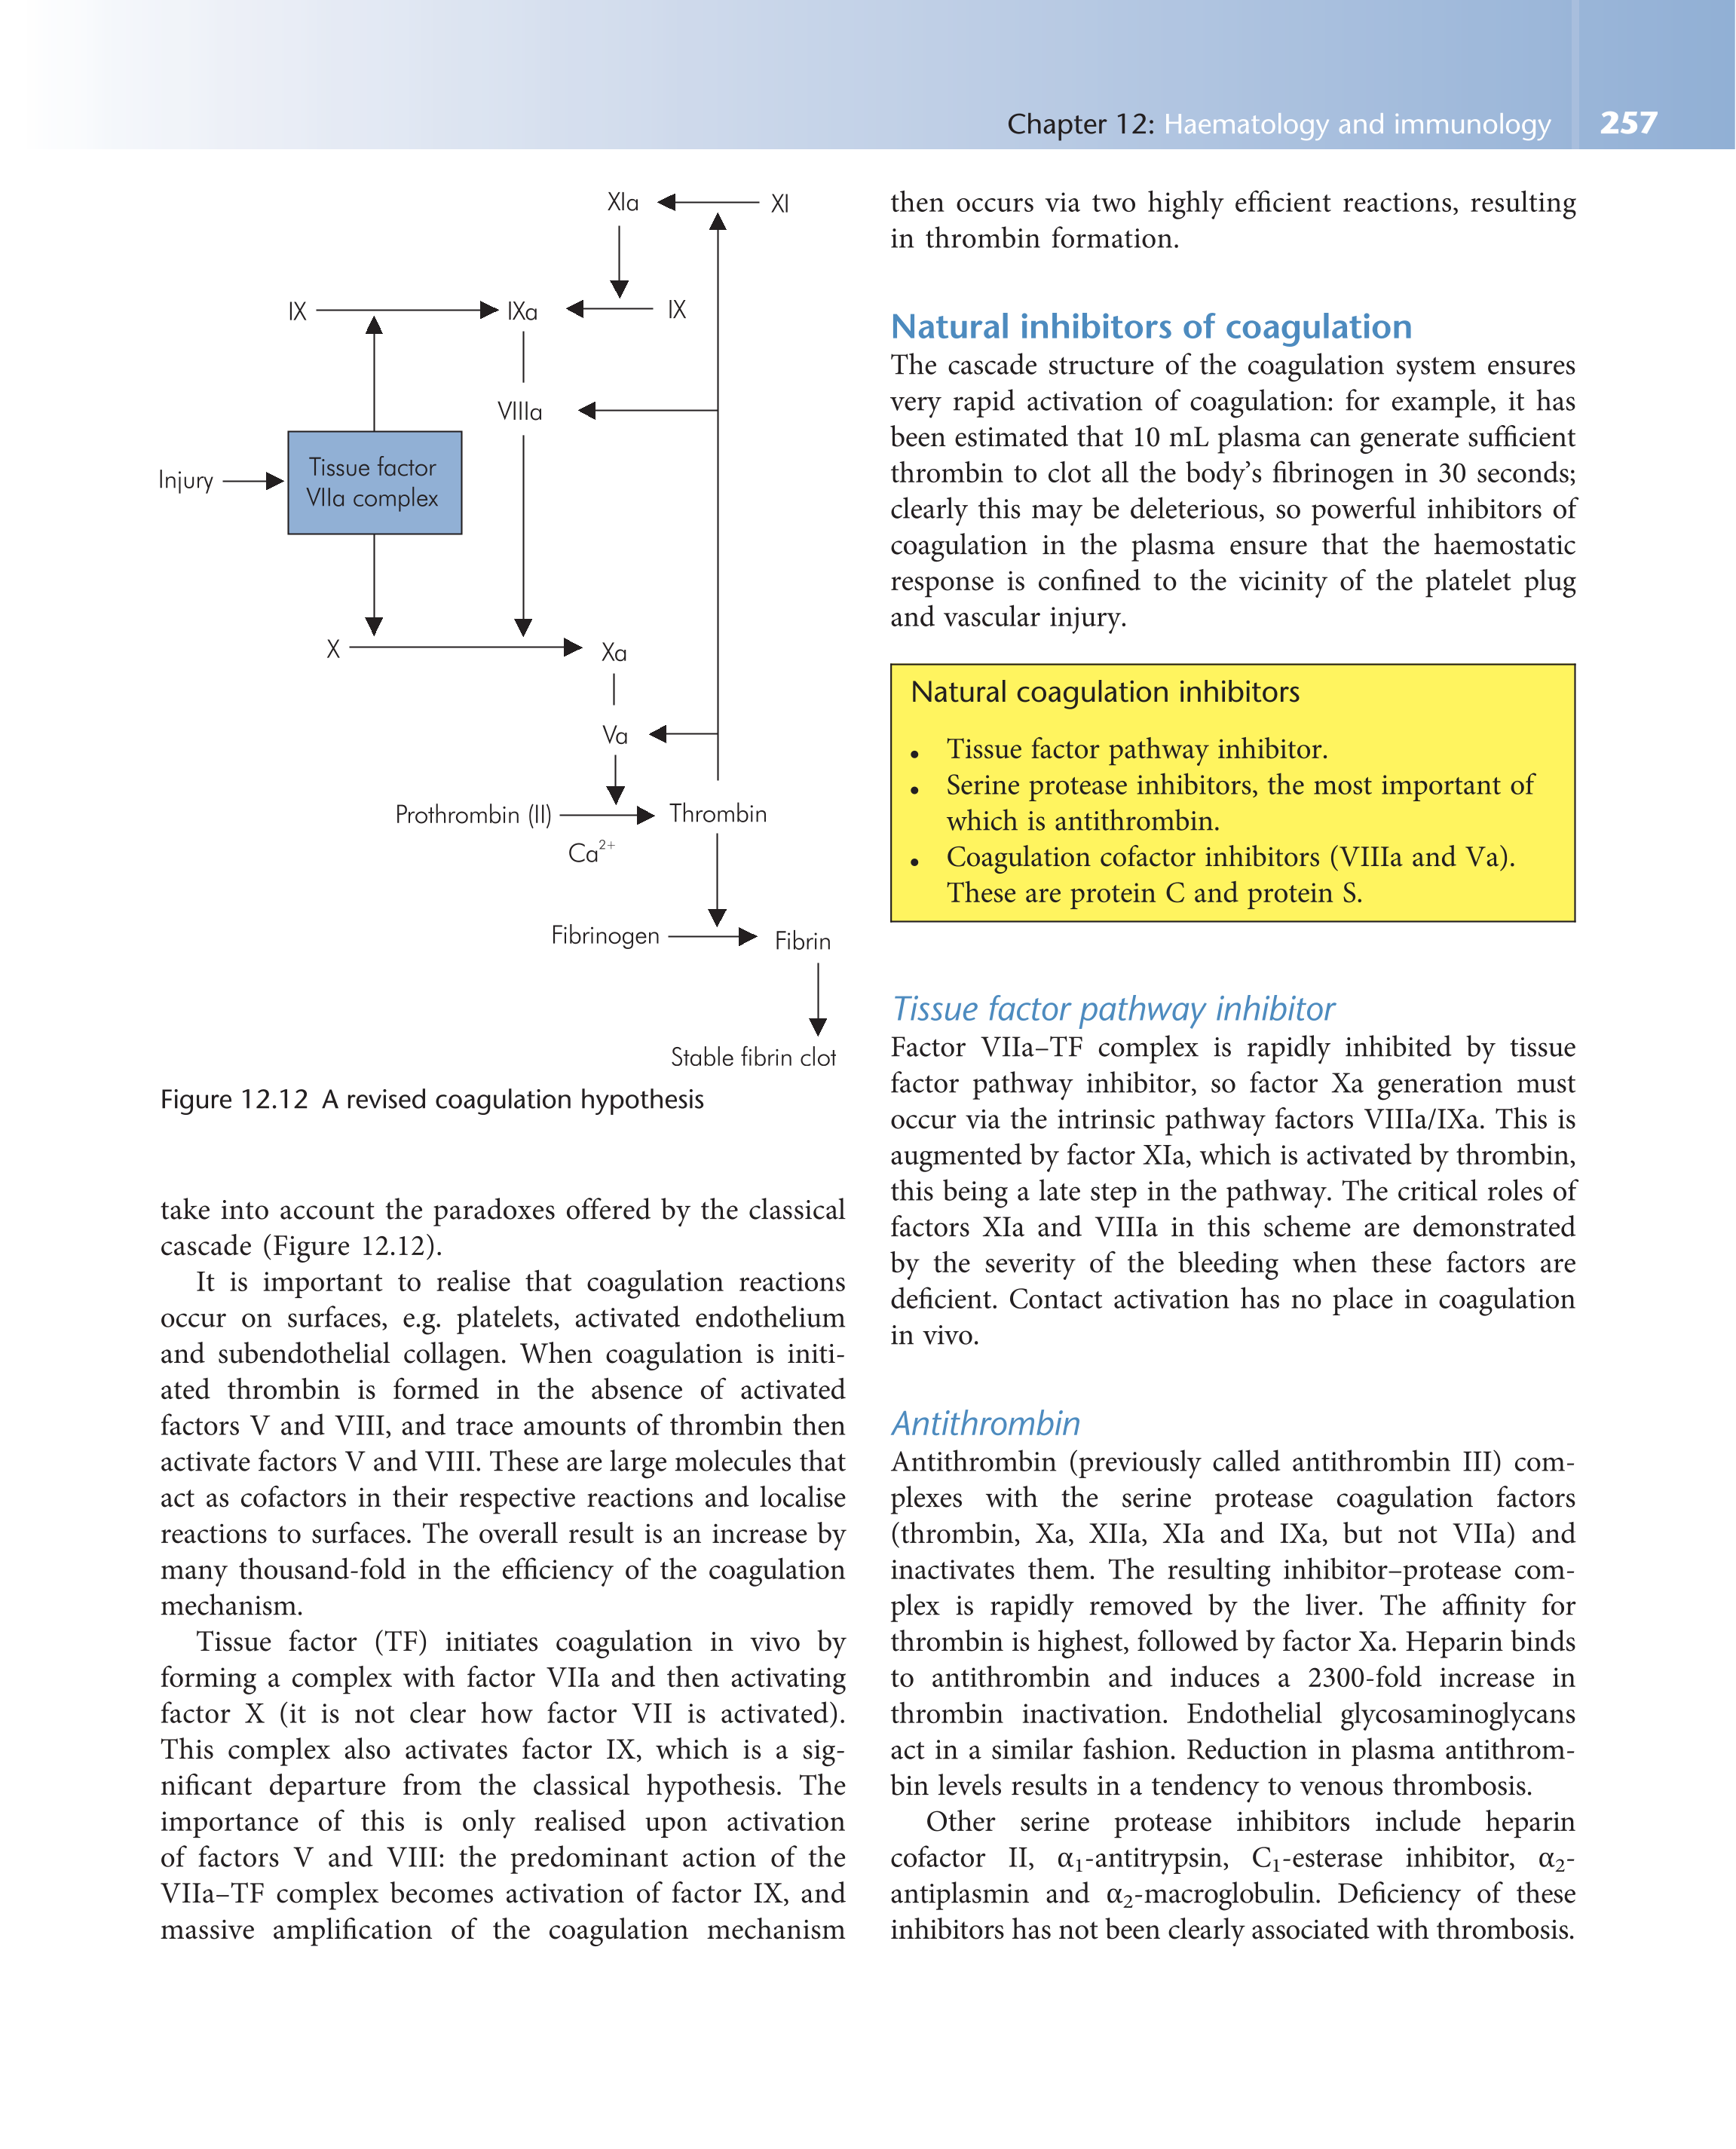 Chapter 12: Haematology and immunology 257
XIa XI
IX IXa IX
VIIIa
Injury
Tissue factor
VIIa complex
X Xa
Va
Prothrombin (II) Thrombin
Ca²⁺
Fibrinogen Fibrin
Stable fibrin clot
Figure 12.12 A revised coagulation hypothesis
take into account the paradoxes offered by the classical
cascade (Figure 12.12).
It is important to realise that coagulation reactions
occur on surfaces, e.g. platelets, activated endothelium
and subendothelial collagen. When coagulation is initi-
ated thrombin is formed in the absence of activated
factors V and VIII, and trace amounts of thrombin then
activate factors V and VIII. These are large molecules that
act as cofactors in their respective reactions and localise
reactions to surfaces. The overall result is an increase by
many thousand-fold in the efficiency of the coagulation
mechanism.
Tissue factor (TF) initiates coagulation in vivo by
forming a complex with factor VIIa and then activating
factor X (it is not clear how factor VII is activated).
This complex also activates factor IX, which is a sig-
nificant departure from the classical hypothesis. The
importance of this is only realised upon activation
of factors V and VIII: the predominant action of the
VIIa–TF complex becomes activation of factor IX, and
massive amplification of the coagulation mechanism
then occurs via two highly efficient reactions, resulting
in thrombin formation.
Natural inhibitors of coagulation
The cascade structure of the coagulation system ensures
very rapid activation of coagulation: for example, it has
been estimated that 10 mL plasma can generate sufficient
thrombin to clot all the body's fibrinogen in 30 seconds;
clearly this may be deleterious, so powerful inhibitors of
coagulation in the plasma ensure that the haemostatic
response is confined to the vicinity of the platelet plug
and vascular injury.
Natural coagulation inhibitors
• Tissue factor pathway inhibitor.
• Serine protease inhibitors, the most important of
which is antithrombin.
• Coagulation cofactor inhibitors (VIIIa and Va).
These are protein C and protein S.
Tissue factor pathway inhibitor
Factor VIIa–TF complex is rapidly inhibited by tissue
factor pathway inhibitor, so factor Xa generation must
occur via the intrinsic pathway factors VIIIa/IXa. This is
augmented by factor XIa, which is activated by thrombin,
this being a late step in the pathway. The critical roles of
factors XIa and VIIIa in this scheme are demonstrated
by the severity of the bleeding when these factors are
deficient. Contact activation has no place in coagulation
in vivo.
Antithrombin
Antithrombin (previously called antithrombin III) com-
plexes with the serine protease coagulation factors
(thrombin, Xa, XIIa, XIa and IXa, but not VIIa) and
inactivates them. The resulting inhibitor–protease com-
plex is rapidly removed by the liver. The affinity for
thrombin is highest, followed by factor Xa. Heparin binds
to antithrombin and induces a 2300-fold increase in
thrombin inactivation. Endothelial glycosaminoglycans
act in a similar fashion. Reduction in plasma antithrom-
bin levels results in a tendency to venous thrombosis.
Other serine protease inhibitors include heparin
cofactor II, α₁-antitrypsin, C₁-esterase inhibitor, α₂-
antiplasmin and α₂-macroglobulin. Deficiency of these
inhibitors has not been clearly associated with thrombosis.